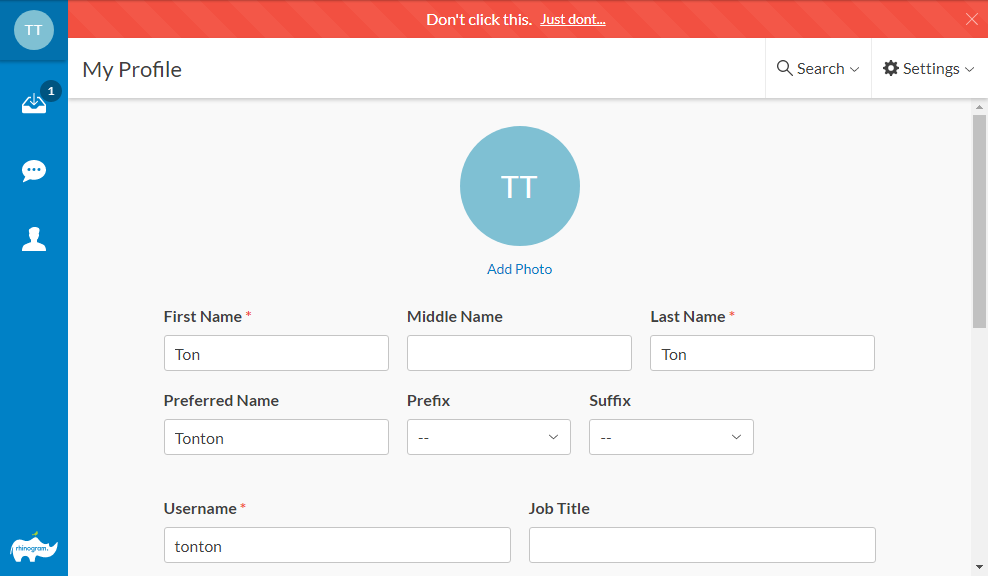 TT
Don't click this. Just dont...
My Profile
Search
Settings
1
TT
Add Photo
First Name *
Middle Name
Last Name *
Ton
Ton
Preferred Name
Prefix
Suffix
Tonton
--
--
Username *
Job Title
tonton
rhinogram